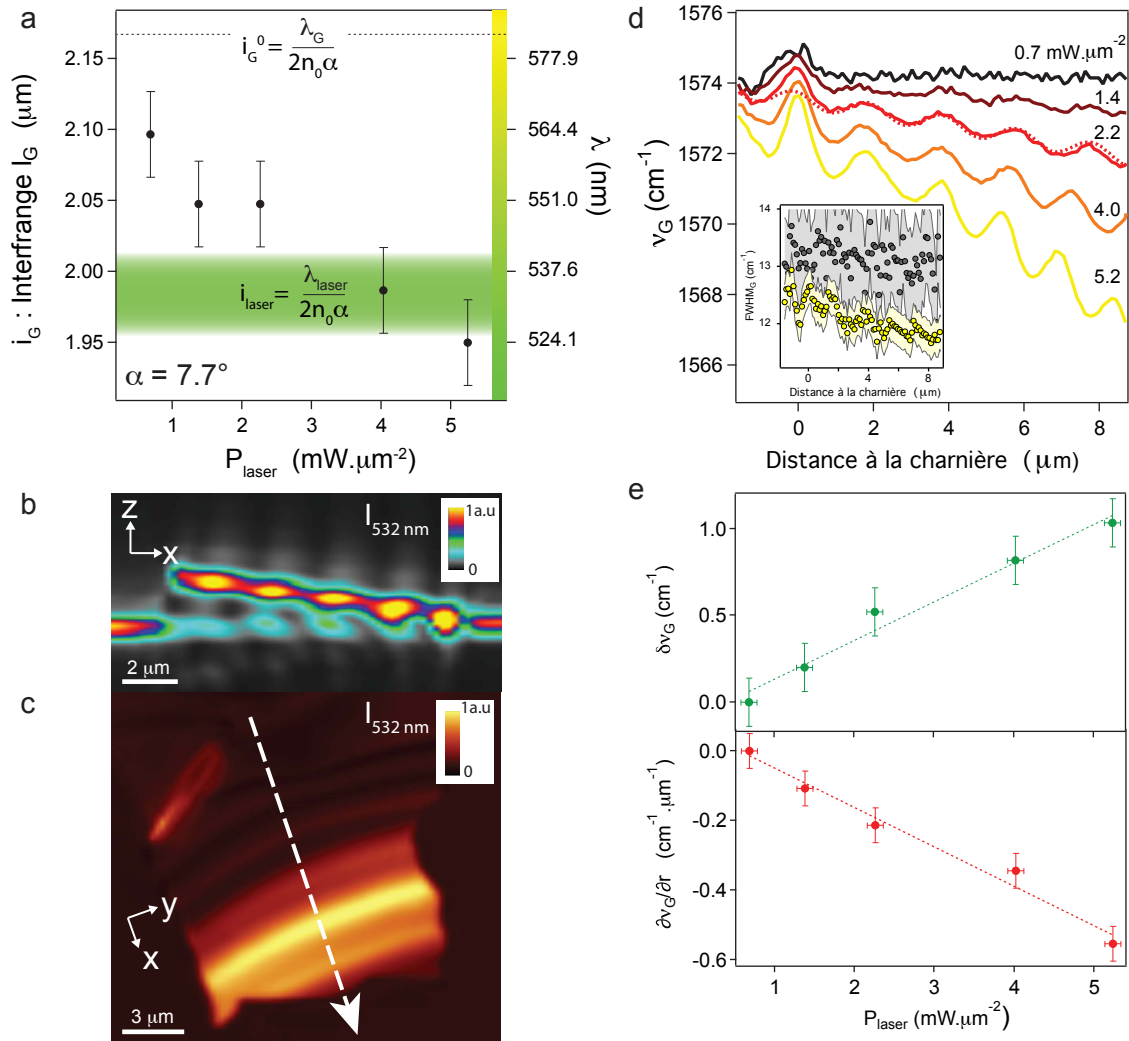 a
i_G : Interfrange I_G (μm)
2.15
2.10
2.05
2.00
1.95
i_G^0 = λ_G / 2n_0α
i_laser = λ_laser / 2n_0α
α = 7.7°
577.9
564.4
551.0
537.6
524.1
λ (nm)
1 2 3 4 5
P_laser (mW.μm^-2)
b
z
x
I_532 nm
1a.u
0
2 μm
c
I_532 nm
1a.u
0
y
x
3 μm
d
ν_G (cm^-1)
1576
1574
1572
1570
1568
1566
0.7 mW.μm^-2
1.4
2.2
4.0
5.2
FWHM_G (cm^-1)
14
13
12
0 4 8
Distance à la charnière (μm)
0 2 4 6 8
Distance à la charnière (μm)
e
δν_G (cm^-1)
1.0
0.5
0.0
∂ν_G/∂r (cm^-1.μm^-1)
0.0
-0.2
-0.4
-0.6
1 2 3 4 5
P_laser (mW.μm^-2)